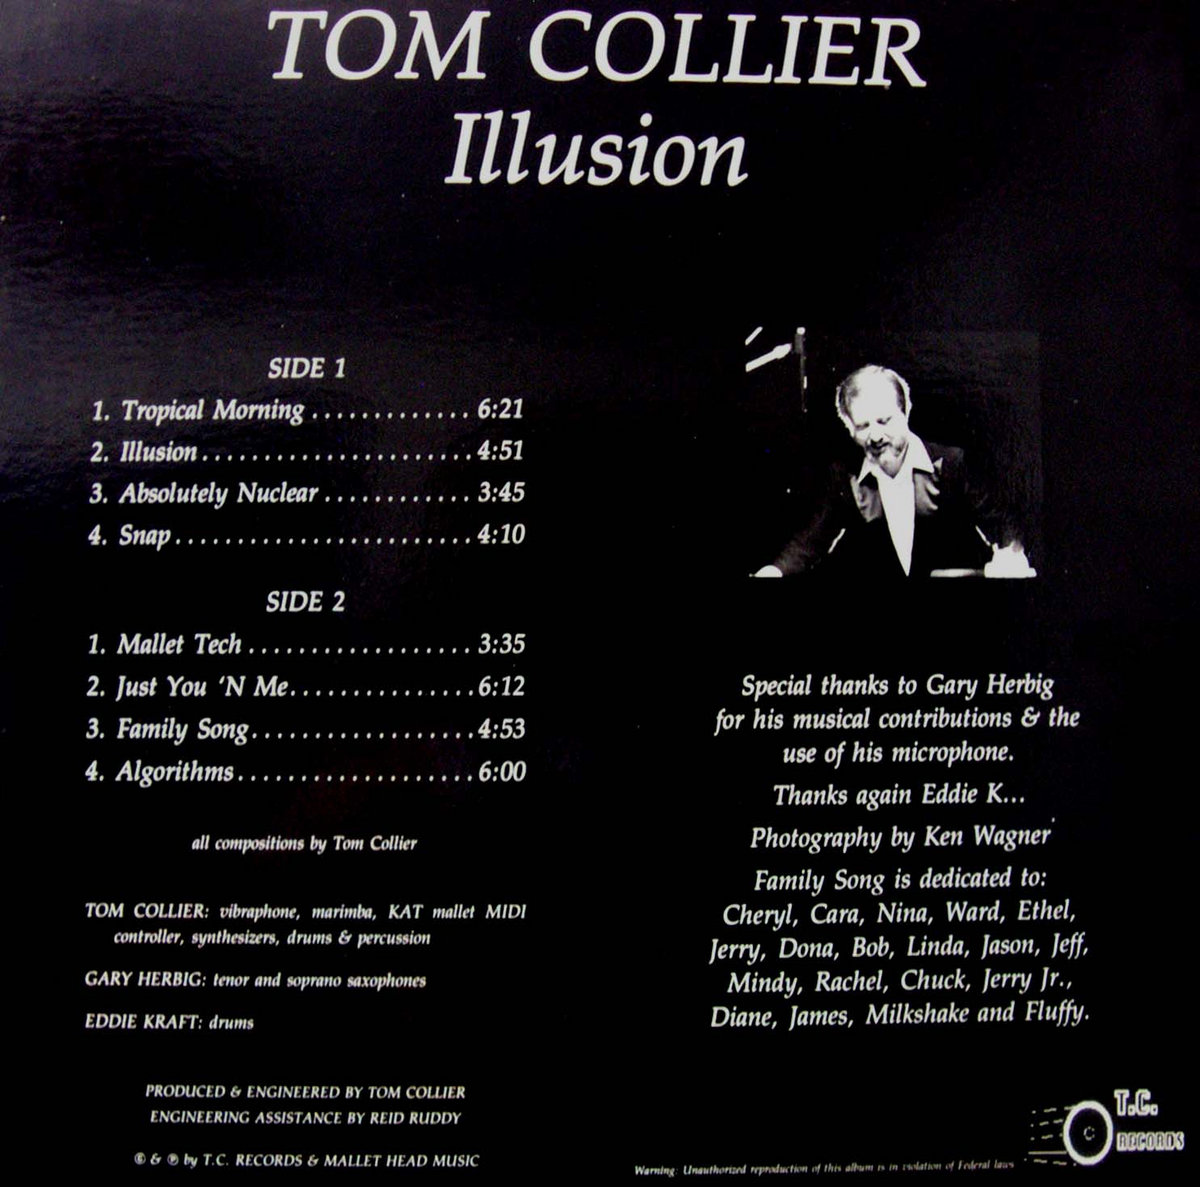 TOM COLLIER
Illusion
SIDE 1
1. Tropical Morning ............. 6:21
2. Illusion ...................... 4:51
3. Absolutely Nuclear ............ 3:45
4. Snap ........................ 4:10
SIDE 2
1. Mallet Tech .................. 3:35
2. Just You ‘N Me ............... 6:12
3. Family Song .................. 4:53
4. Algorithms ................... 6:00
all compositions by Tom Collier
TOM COLLIER: vibraphone, marimba, KAT mallet MIDI
controller, synthesizers, drums & percussion
GARY HERBIG: tenor and soprano saxophones
EDDIE KRAFT: drums
PRODUCED & ENGINEERED BY TOM COLLIER
ENGINEERING ASSISTANCE BY REID RUDDY
© & ℗ by T.C. RECORDS & MALLET HEAD MUSIC
Special thanks to Gary Herbig
for his musical contributions & the
use of his microphone.
Thanks again Eddie K...
Photography by Ken Wagner
Family Song is dedicated to:
Cheryl, Cara, Nina, Ward, Ethel,
Jerry, Dona, Bob, Linda, Jason, Jeff,
Mindy, Rachel, Chuck, Jerry Jr.,
Diane, James, Milkshake and Fluffy.
T.C.
RECORDS
Warning: Unauthorized reproduction of this album is in violation of Federal laws